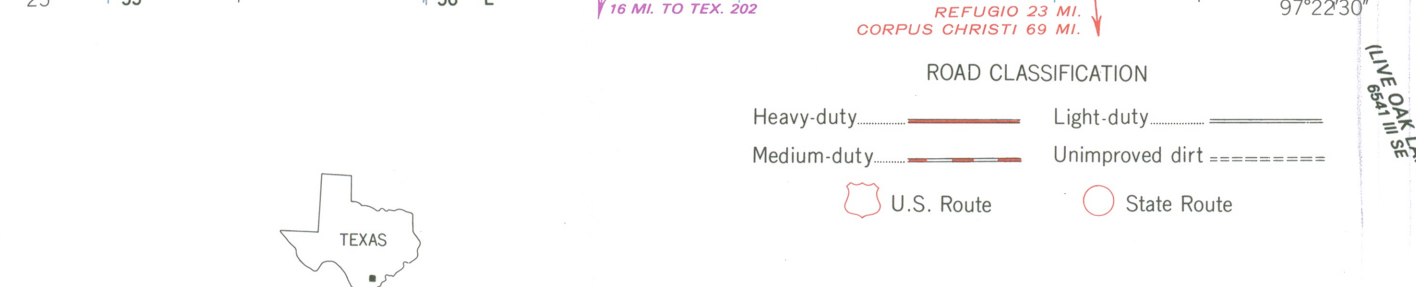 16 MI. TO TEX. 202
REFUGIO 23 MI.
CORPUS CHRISTI 69 MI.
97°22'30"
(LIVE OAK
6541 III SE
ROAD CLASSIFICATION
Heavy-duty
Light-duty
Medium-duty
Unimproved dirt
U.S. Route
State Route
TEXAS